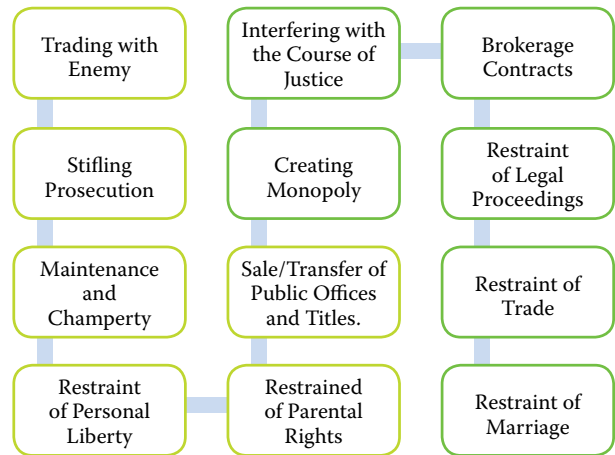 Trading with
Enemy
Stifling
Prosecution
Maintenance
and
Champerty
Restraint
of Personal
Liberty
Restrained
of Parental
Rights
Sale/Transfer of
Public Offices
and Titles.
Creating
Monopoly
Interfering with
the Course of
Justice
Brokerage
Contracts
Restraint
of Legal
Proceedings
Restraint of
Trade
Restraint of
Marriage